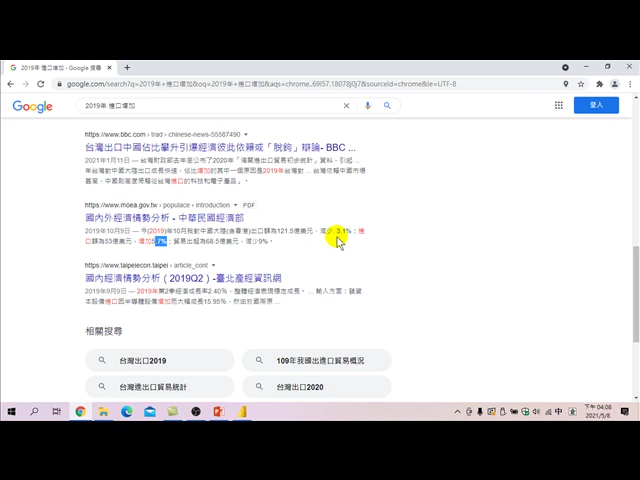 2019年 進口增加 - Google 搜尋
google.com/search?q=2019年+進口增加&oq=2019年+進口增加&aqs=chrome..69i57.18078j0j7&sourceid=chrome&ie=UTF-8
Google
2019年 進口增加
登入
https://www.bbc.com › trad › chinese-news-55587490
台灣出口中國佔比攀升引爆經濟彼此依賴或「脫鉤」辯論- BBC ...
2021年1月11日 — 台灣財政部去年底公布了2020年「海關進出口貿易初步統計」資料，引起 ...
年台灣對中國大陸出口成長快速，佔比增加的其中一個原因是2019年台灣對 ... 台灣依賴中國市場
甚高，中國則高度倚賴從台灣進口的科技和電子產品」。
https://www.moea.gov.tw › populace › introduction PDF
國內外經濟情勢分析 - 中華民國經濟部
2019年10月9日 — 今(2019)年10月我對中國大陸(含香港)出口額為121.5億美元，減少 3.1%；進
口額為53億美元，增加5.7%；貿易出超為68.5億美元，減少9%。
https://www.taipeiecon.taipei › article_cont
國內經濟情勢分析（2019Q2）-臺北產經資訊網
2019年9月9日 — 2019年第2季經濟成長率2.40%，整體經濟表現穩定成長。 ... 輸入方面：雖資
本設備進口因半導體設備增加而大幅成長15.95%，然由於國際原 ...
相關搜尋
台灣出口2019
109年我國出進口貿易概況
台灣進出口貿易統計
台灣出口2020
中
下午 04:08
2021/5/8